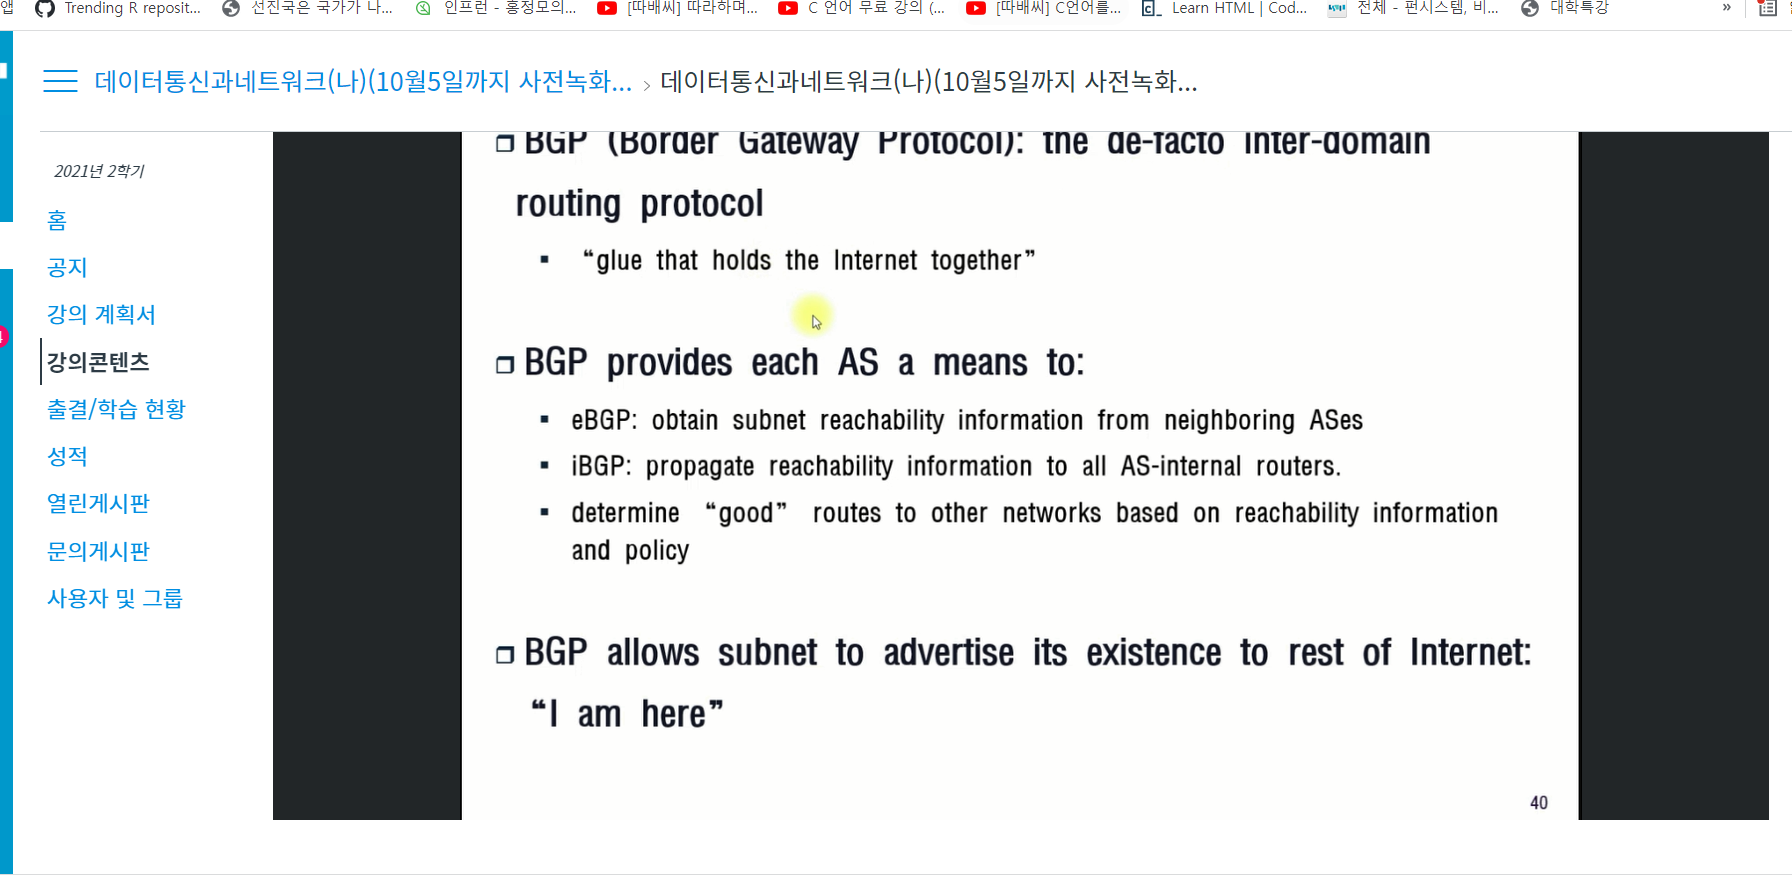 앱 Trending R reposit... 선진국은 국가가 나... 인프런 - 홍정모의... [따배씨] 따라하며... C 언어 무료 강의 (... [따배씨] C언어를... Learn HTML | Cod... 전체 - 펀시스템, 비... 대학특강 »
데이터통신과네트워크(나)(10월5일까지 사전녹화... > 데이터통신과네트워크(나)(10월5일까지 사전녹화...
2021년 2학기
홈
공지
강의 계획서
강의콘텐츠
출결/학습 현황
성적
열린게시판
문의게시판
사용자 및 그룹
BGP (Border Gateway Protocol): the de-facto inter-domain
routing protocol
▪ “glue that holds the Internet together”
BGP provides each AS a means to:
▪ eBGP: obtain subnet reachability information from neighboring ASes
▪ iBGP: propagate reachability information to all AS-internal routers.
▪ determine “good” routes to other networks based on reachability information
and policy
BGP allows subnet to advertise its existence to rest of Internet:
“I am here”
40